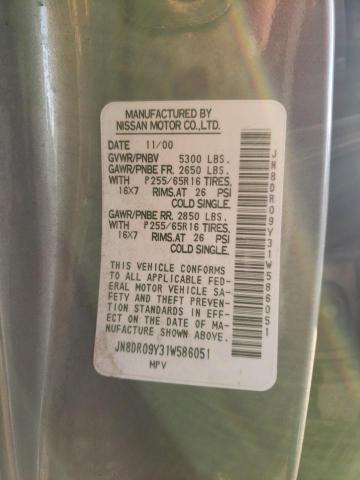 MANUFACTURED BY
NISSAN MOTOR CO.,LTD.
DATE 11/00
GVWR/PNBV 5300 LBS.
GAWR/PNBE FR. 2650 LBS.
WITH P255/65R16 TIRES,
16X7 RIMS,AT 26 PSI
COLD SINGLE.
GAWR/PNBE RR. 2850 LBS.
WITH P255/65R16 TIRES,
16X7 RIMS,AT 26 PSI
COLD SINGLE.
THIS VEHICLE CONFORMS
TO ALL APPLICABLE FED-
ERAL MOTOR VEHICLE SA-
FETY AND THEFT PREVEN-
TION STANDARDS IN EFF-
ECT ON THE DATE OF MA-
NUFACTURE SHOWN ABOVE.
JN8DR09Y31W586051
MPV
JN8DR09Y31W586051